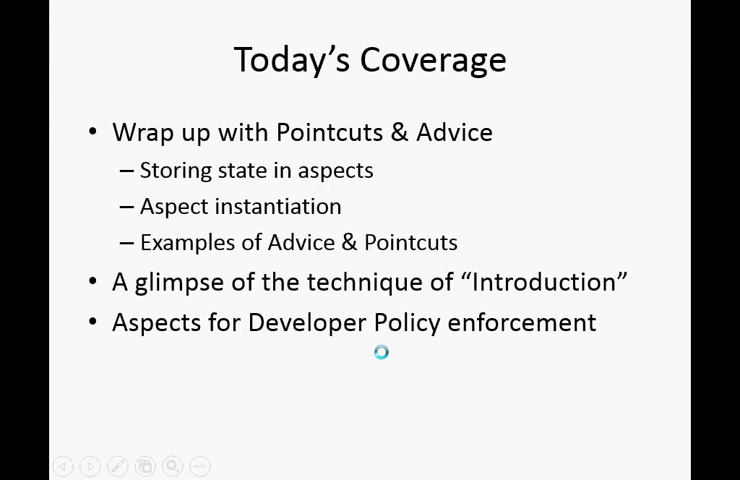 Today's Coverage
• Wrap up with Pointcuts & Advice
– Storing state in aspects
– Aspect instantiation
– Examples of Advice & Pointcuts
• A glimpse of the technique of “Introduction”
• Aspects for Developer Policy enforcement